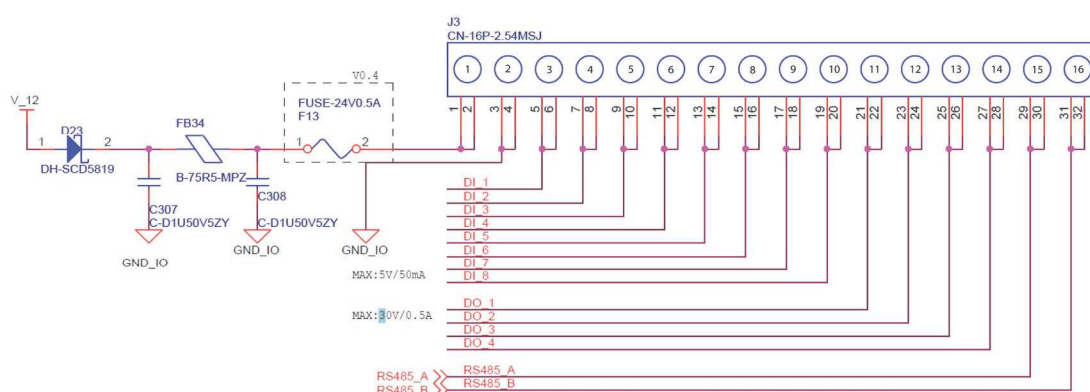 J3
CN-16P-2.54MSJ
1 2 3 4 5 6 7 8 9 10 11 12 13 14 15 16
1 2 3 4 5 6 7 8 9 10 11 12 13 14 15 16 17 18 19 20 21 22 23 24 25 26 27 28 29 30 31 32
V0.4
V_12
FUSE-24V0.5A
F13
D23
FB34
1 2
1 2
DH-SCD5819
B-75R5-MPZ
C307
C-D1U50V5ZY
C308
C-D1U50V5ZY
GND_IO
GND_IO
GND_IO
DI_1
DI_2
DI_3
DI_4
DI_5
DI_6
DI_7
MAX:5V/50mA
DI_8
DO_1
MAX:30V/0.5A
DO_2
DO_3
DO_4
RS485_A
RS485_A
RS485_B
RS485_B